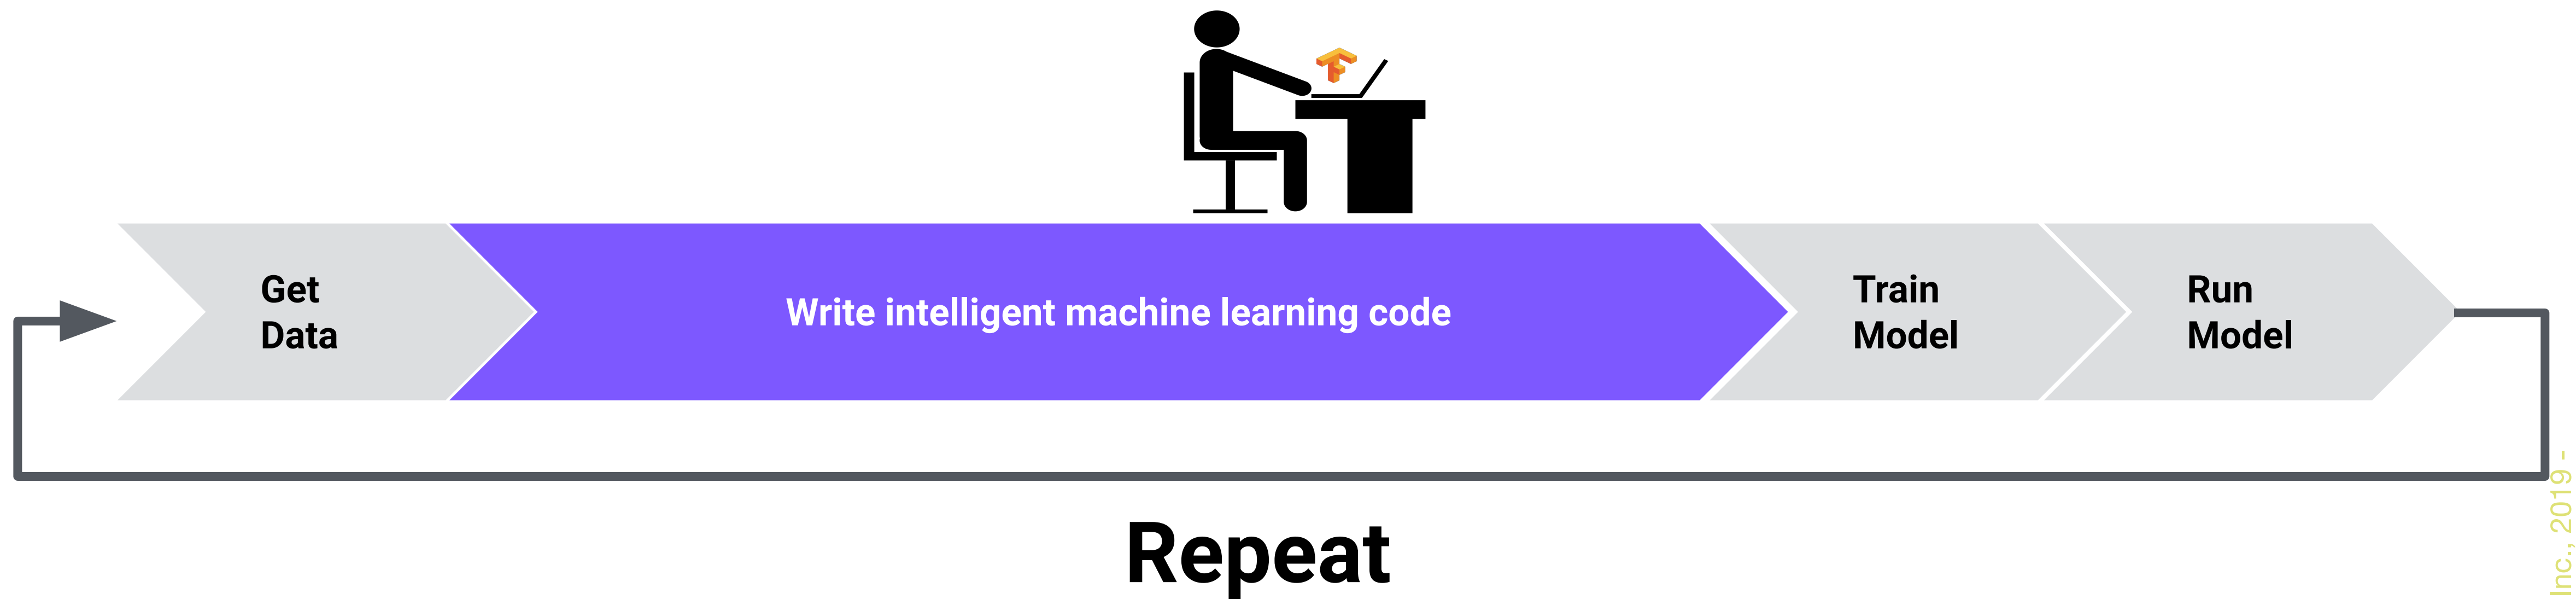 Get
Data
Write intelligent machine learning code
Train
Model
Run
Model
Repeat
Inc., 2019 -